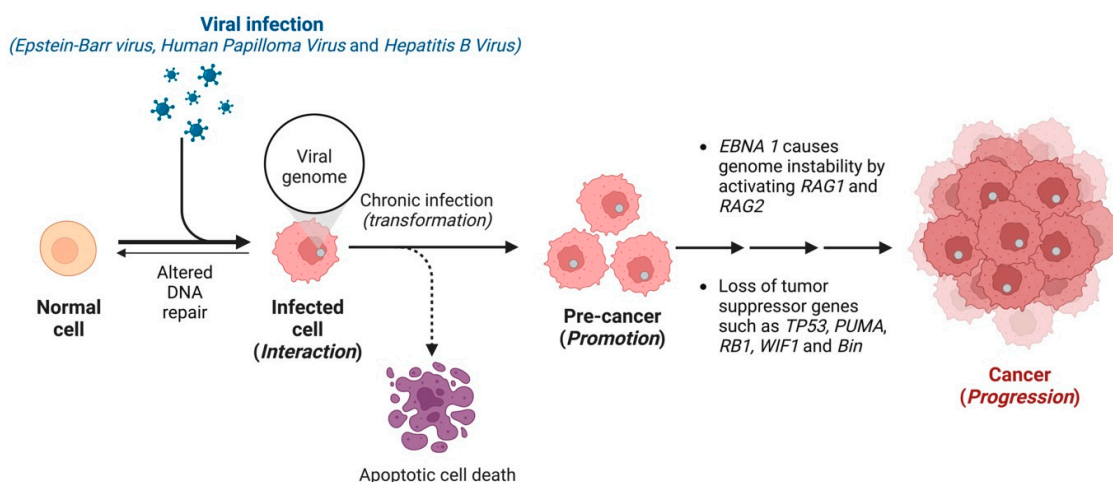 Viral infection
(Epstein-Barr virus, Human Papilloma Virus and Hepatitis B Virus)
Viral
genome
Chronic infection
(transformation)
• EBNA 1 causes
genome instability by
activating RAG1 and
RAG2
Altered
DNA
repair
Normal
cell
Infected
cell
(Interaction)
Pre-cancer
(Promotion)
• Loss of tumor
suppressor genes
such as TP53, PUMA,
RB1, WIF1 and Bin
Cancer
(Progression)
Apoptotic cell death